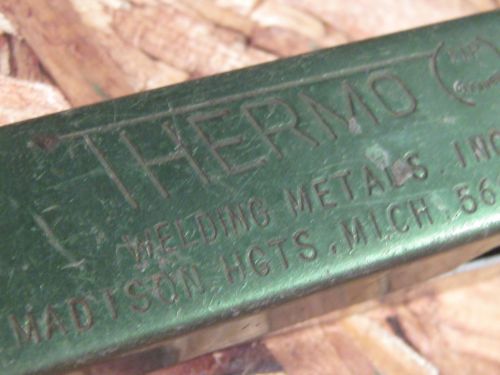 THERMO
WELDING METALS. INC
MADISON HGTS. MICH. 56